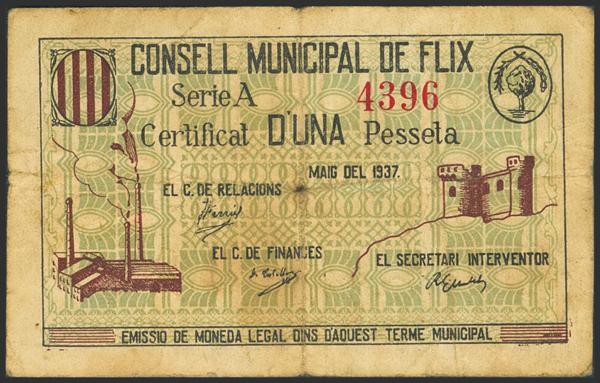 CONSELL MUNICIPAL DE FLIX
Serie A 4396
Certificat D'UNA Pesseta
MAIG DEL 1937.
EL C. DE RELACIONS
EL C. DE FINANCES
EL SECRETARI INTERVENTOR
EMISSIO DE MONEDA LEGAL DINS D'AQUEST TERME MUNICIPAL